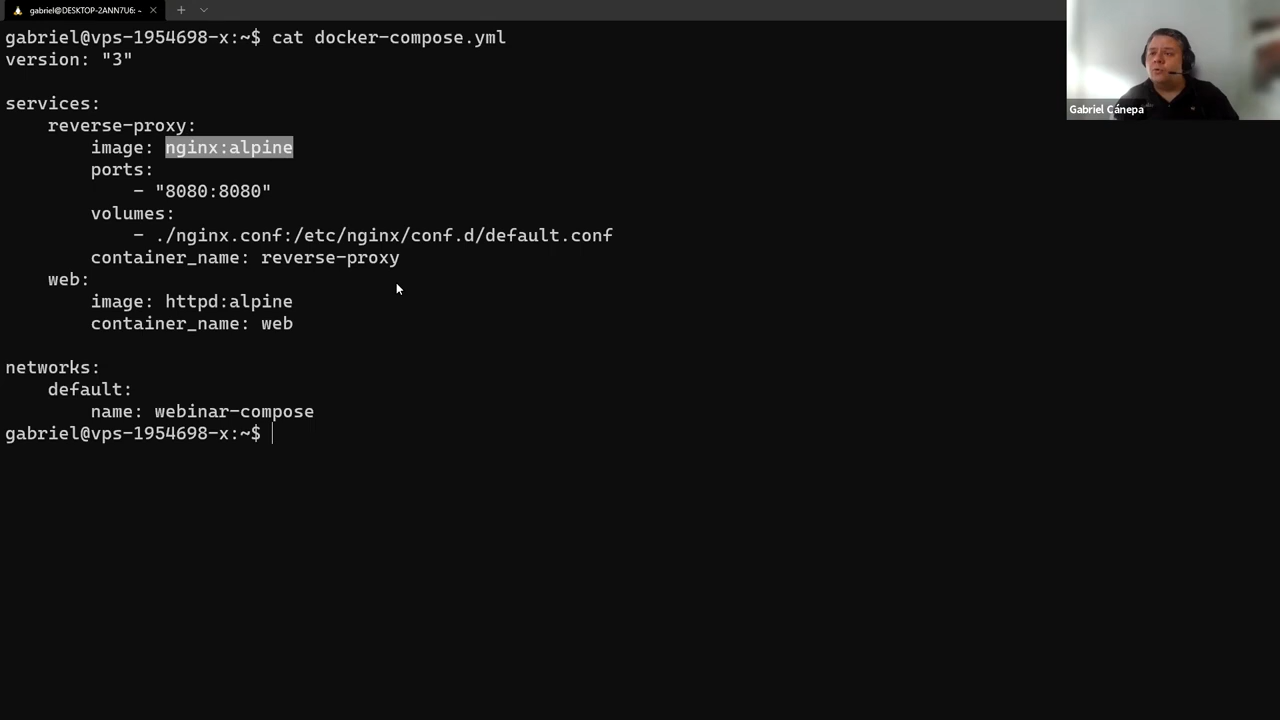 gabriel@DESKTOP-2ANN7U6: ~
gabriel@vps-1954698-x:~$ cat docker-compose.yml
version: "3"
services:
    reverse-proxy:
        image: nginx:alpine
        ports:
            - "8080:8080"
        volumes:
            - ./nginx.conf:/etc/nginx/conf.d/default.conf
        container_name: reverse-proxy
    web:
        image: httpd:alpine
        container_name: web
networks:
    default:
        name: webinar-compose
gabriel@vps-1954698-x:~$
Gabriel Cánepa